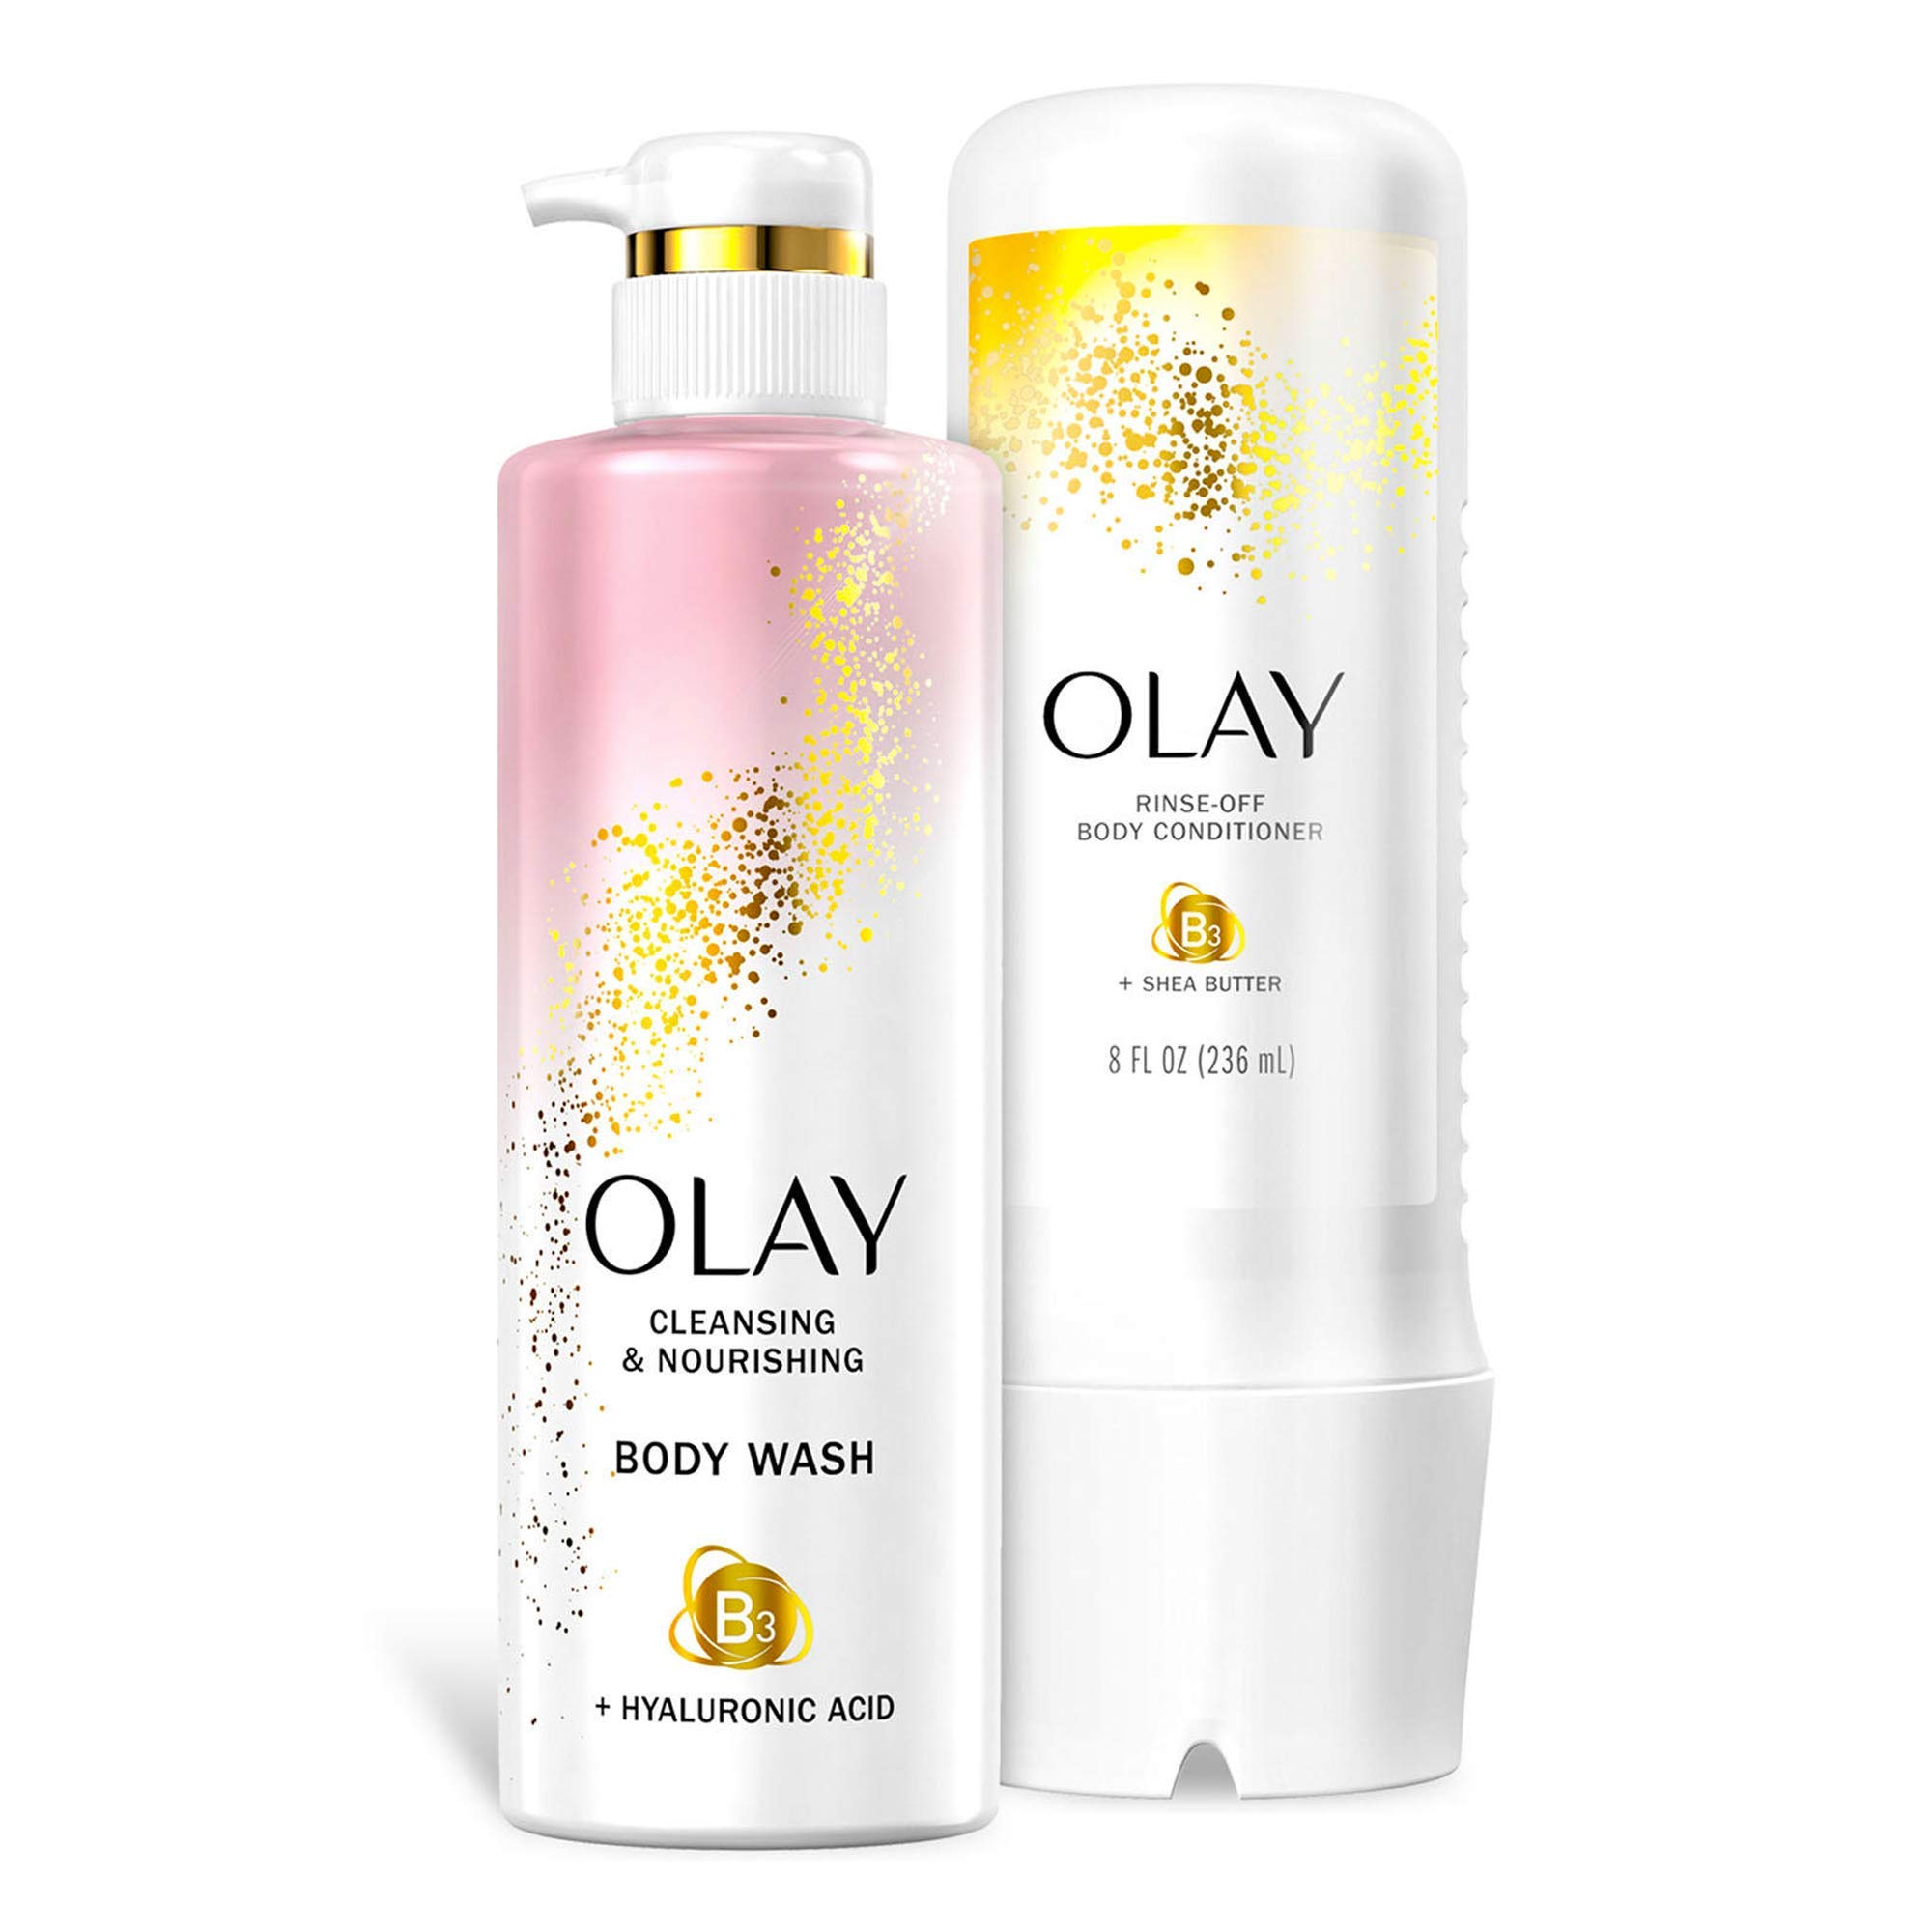 OLAY
CLEANSING
& NOURISHING
BODY WASH
B3
+ HYALURONIC ACID
OLAY
RINSE-OFF
BODY CONDITIONER
B3
+ SHEA BUTTER
8 FL OZ (236 mL)